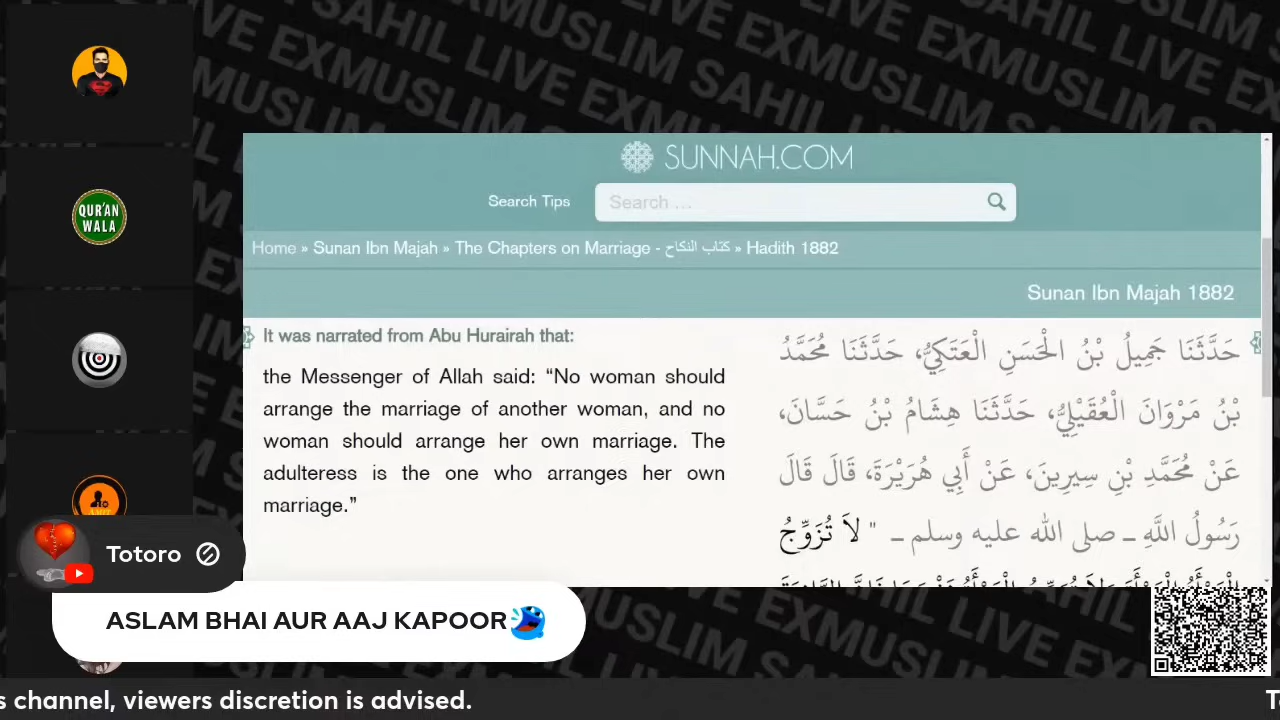 LIVE EXMUSLIM SAHIL LIVE EXMUSLIM SAHIL
QUR'AN
WALA
SUNNAH.COM
Search Tips
Search ...
Home » Sunan Ibn Majah » The Chapters on Marriage - كتاب النكاح » Hadith 1882
Sunan Ibn Majah 1882
It was narrated from Abu Hurairah that:
the Messenger of Allah said: “No woman should
arrange the marriage of another woman, and no
woman should arrange her own marriage. The
adulteress is the one who arranges her own
marriage.”
حَدَّثَنَا جَمِيلُ بْنُ الْحَسَنِ الْعَتَكِيُّ، حَدَّثَنَا مُحَمَّدُ
بْنُ مَرْوَانَ الْعُقَيْلِيُّ، حَدَّثَنَا هِشَامُ بْنُ حَسَّانَ،
عَنْ مُحَمَّدِ بْنِ سِيرِينَ، عَنْ أَبِي هُرَيْرَةَ، قَالَ قَالَ
رَسُولُ اللَّهِ ـ صلى الله عليه وسلم ـ " لاَ تُزَوِّجُ
Totoro
ASLAM BHAI AUR AAJ KAPOOR
s channel, viewers discretion is advised.